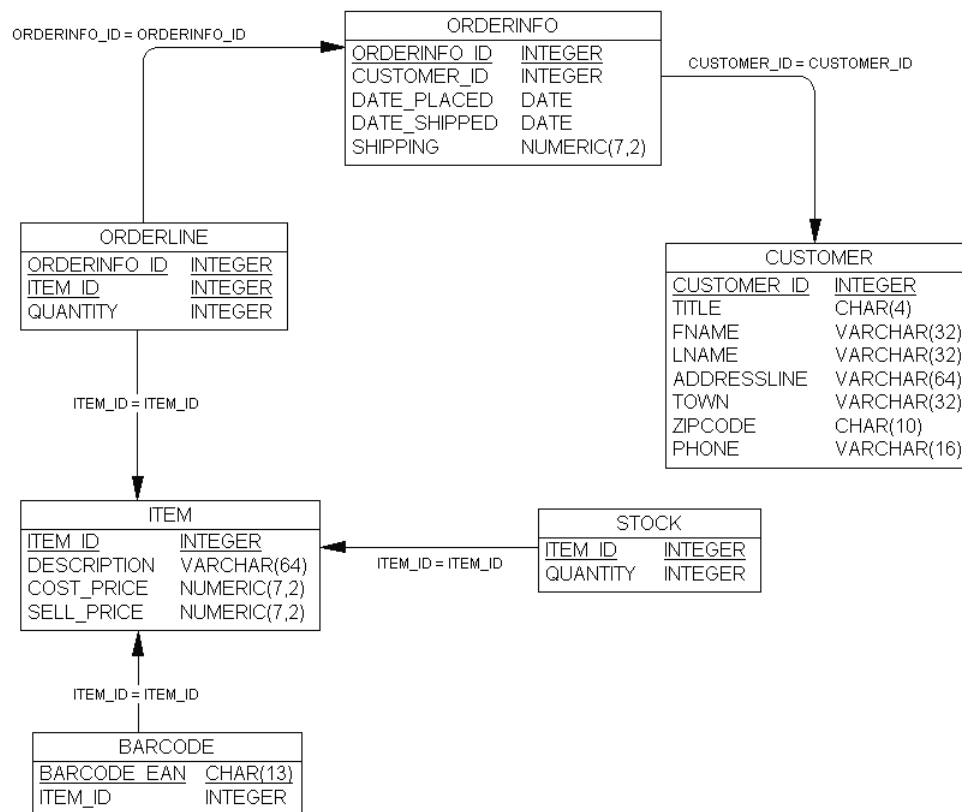 ORDERINFO_ID = ORDERINFO_ID
ORDERINFO
ORDERINFO_ID INTEGER
CUSTOMER_ID INTEGER
DATE_PLACED DATE
DATE_SHIPPED DATE
SHIPPING NUMERIC(7,2)
CUSTOMER_ID = CUSTOMER_ID
ORDERLINE
ORDERINFO_ID INTEGER
ITEM_ID INTEGER
QUANTITY INTEGER
CUSTOMER
CUSTOMER_ID INTEGER
TITLE CHAR(4)
FNAME VARCHAR(32)
LNAME VARCHAR(32)
ADDRESSLINE VARCHAR(64)
TOWN VARCHAR(32)
ZIPCODE CHAR(10)
PHONE VARCHAR(16)
ITEM_ID = ITEM_ID
ITEM
ITEM_ID INTEGER
DESCRIPTION VARCHAR(64)
COST_PRICE NUMERIC(7,2)
SELL_PRICE NUMERIC(7,2)
ITEM_ID = ITEM_ID
STOCK
ITEM_ID INTEGER
QUANTITY INTEGER
ITEM_ID = ITEM_ID
BARCODE
BARCODE_EAN CHAR(13)
ITEM_ID INTEGER